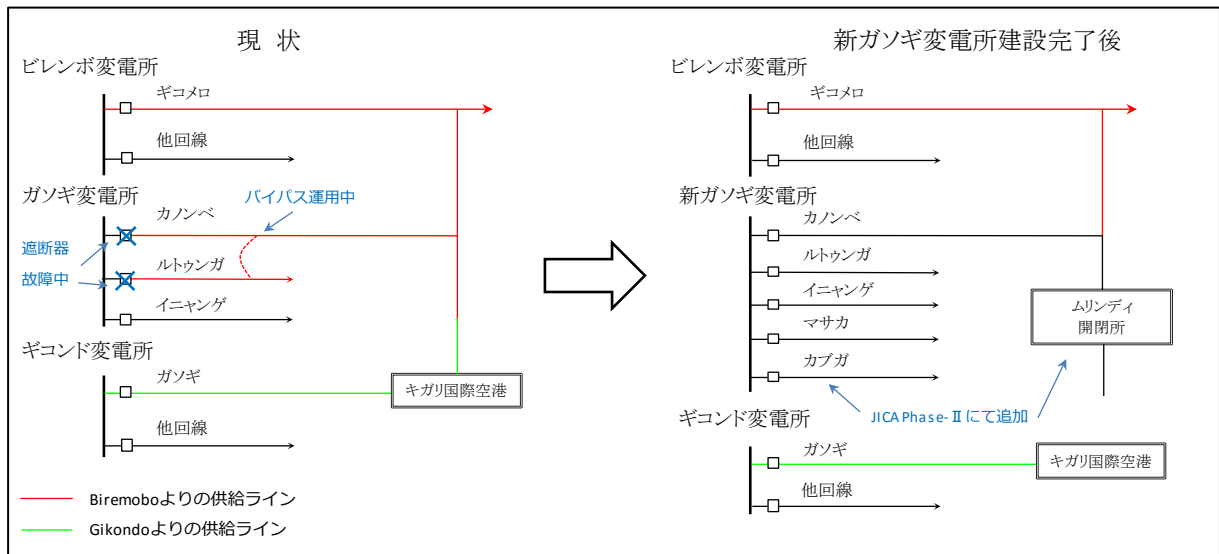 現 状
ビレンボ変電所
ギコメロ
他回線
ガソギ変電所
バイパス運用中
カノンベ
遮断器
故障中
ルトゥンガ
イニャンゲ
ギコンド変電所
ガソギ
キガリ国際空港
他回線
Biremoboよりの供給ライン
Gikondoよりの供給ライン
新ガソギ変電所建設完了後
ビレンボ変電所
ギコメロ
他回線
新ガソギ変電所
カノンベ
ルトゥンガ
イニャンゲ
マサカ
カブガ
ムリンディ
開閉所
JICA Phase-Ⅱにて追加
ギコンド変電所
ガソギ
キガリ国際空港
他回線